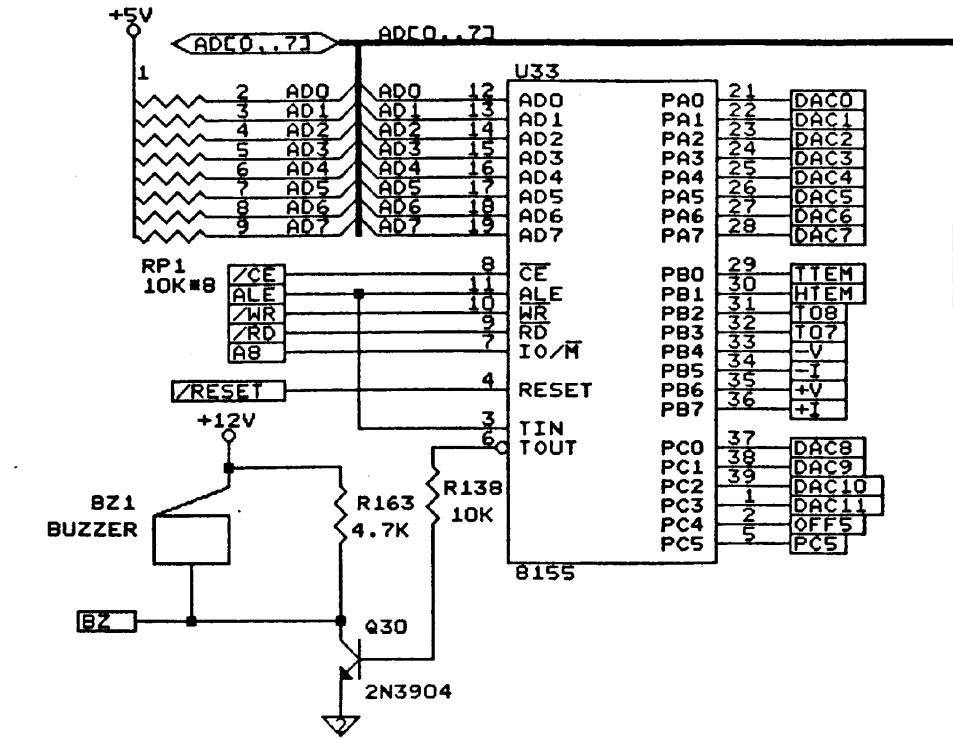 +5V
AD[0..7]
AD[0..7]
1
U33
2 AD0 AD0 12 AD0 PA0 21 DAC0
3 AD1 AD1 13 AD1 PA1 22 DAC1
4 AD2 AD2 14 AD2 PA2 23 DAC2
5 AD3 AD3 15 AD3 PA3 24 DAC3
6 AD4 AD4 16 AD4 PA4 25 DAC4
7 AD5 AD5 17 AD5 PA5 26 DAC5
8 AD6 AD6 18 AD6 PA6 27 DAC6
9 AD7 AD7 19 AD7 PA7 28 DAC7
RP1
10K*8
/CE 8 CE PB0 29 TTEM
ALE 11 ALE PB1 30 HTEM
/WR 10 WR PB2 31 TO8
/RD 9 RD PB3 32 TO7
A8 7 IO/M PB4 33 -V
PB5 34 -I
/RESET 4 RESET PB6 35 +V
PB7 36 +I
+12V
3 TIN
6 TOUT PC0 37 DAC8
PC1 38 DAC9
PC2 39 DAC10
PC3 1 DAC11
PC4 2 OFF5
PC5 5 PC5
BZ1
BUZZER
R163
4.7K
R138
10K
8155
BZ
Q30
2N3904
2